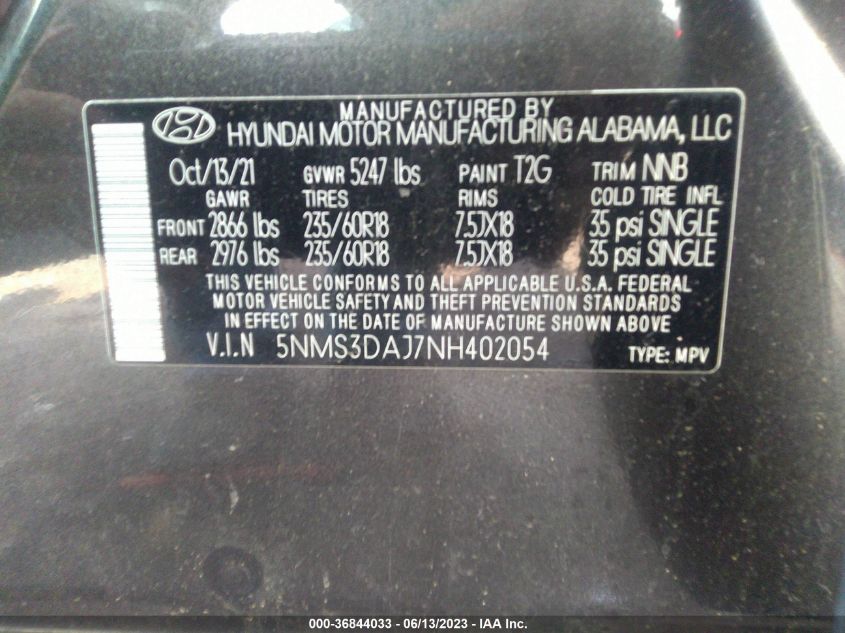 MANUFACTURED BY
HYUNDAI MOTOR MANUFACTURING ALABAMA, LLC
Oct/13/21 GVWR 5247 lbs PAINT T2G TRIM NNB
GAWR TIRES RIMS COLD TIRE INFL
FRONT 2866 lbs 235/60R18 7.5JX18 35 psi SINGLE
REAR 2976 lbs 235/60R18 7.5JX18 35 psi SINGLE
THIS VEHICLE CONFORMS TO ALL APPLICABLE U.S.A. FEDERAL
MOTOR VEHICLE SAFETY AND THEFT PREVENTION STANDARDS
IN EFFECT ON THE DATE OF MANUFACTURE SHOWN ABOVE.
V.I.N 5NMS3DAJ7NH402054 TYPE: MPV
000-36844033 - 06/13/2023 - IAA Inc.